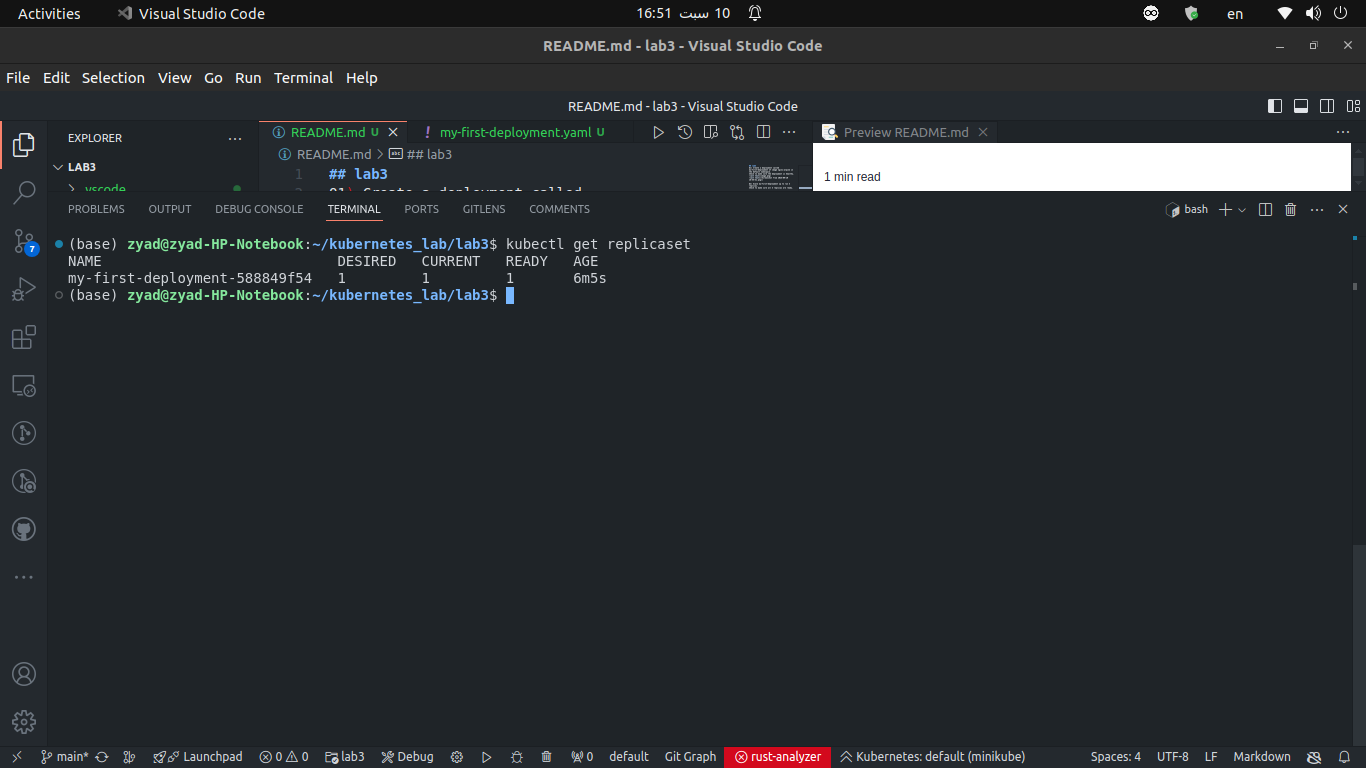 Activities Visual Studio Code 10 سبت 16:51 en
README.md - lab3 - Visual Studio Code
File Edit Selection View Go Run Terminal Help
README.md - lab3 - Visual Studio Code
EXPLORER README.md U my-first-deployment.yaml U Preview README.md
LAB3 README.md > ## lab3
1 ## lab3
1 min read
.vscode
2 Q1) Create a deployment called
PROBLEMS OUTPUT DEBUG CONSOLE TERMINAL PORTS GITLENS COMMENTS bash
(base) zyad@zyad-HP-Notebook:~/kubernetes_lab/lab3$ kubectl get replicaset
NAME DESIRED CURRENT READY AGE
my-first-deployment-588849f54 1 1 1 6m5s
(base) zyad@zyad-HP-Notebook:~/kubernetes_lab/lab3$
7
main* Launchpad 0 0 lab3 Debug 0 default Git Graph rust-analyzer Kubernetes: default (minikube) Spaces: 4 UTF-8 LF Markdown